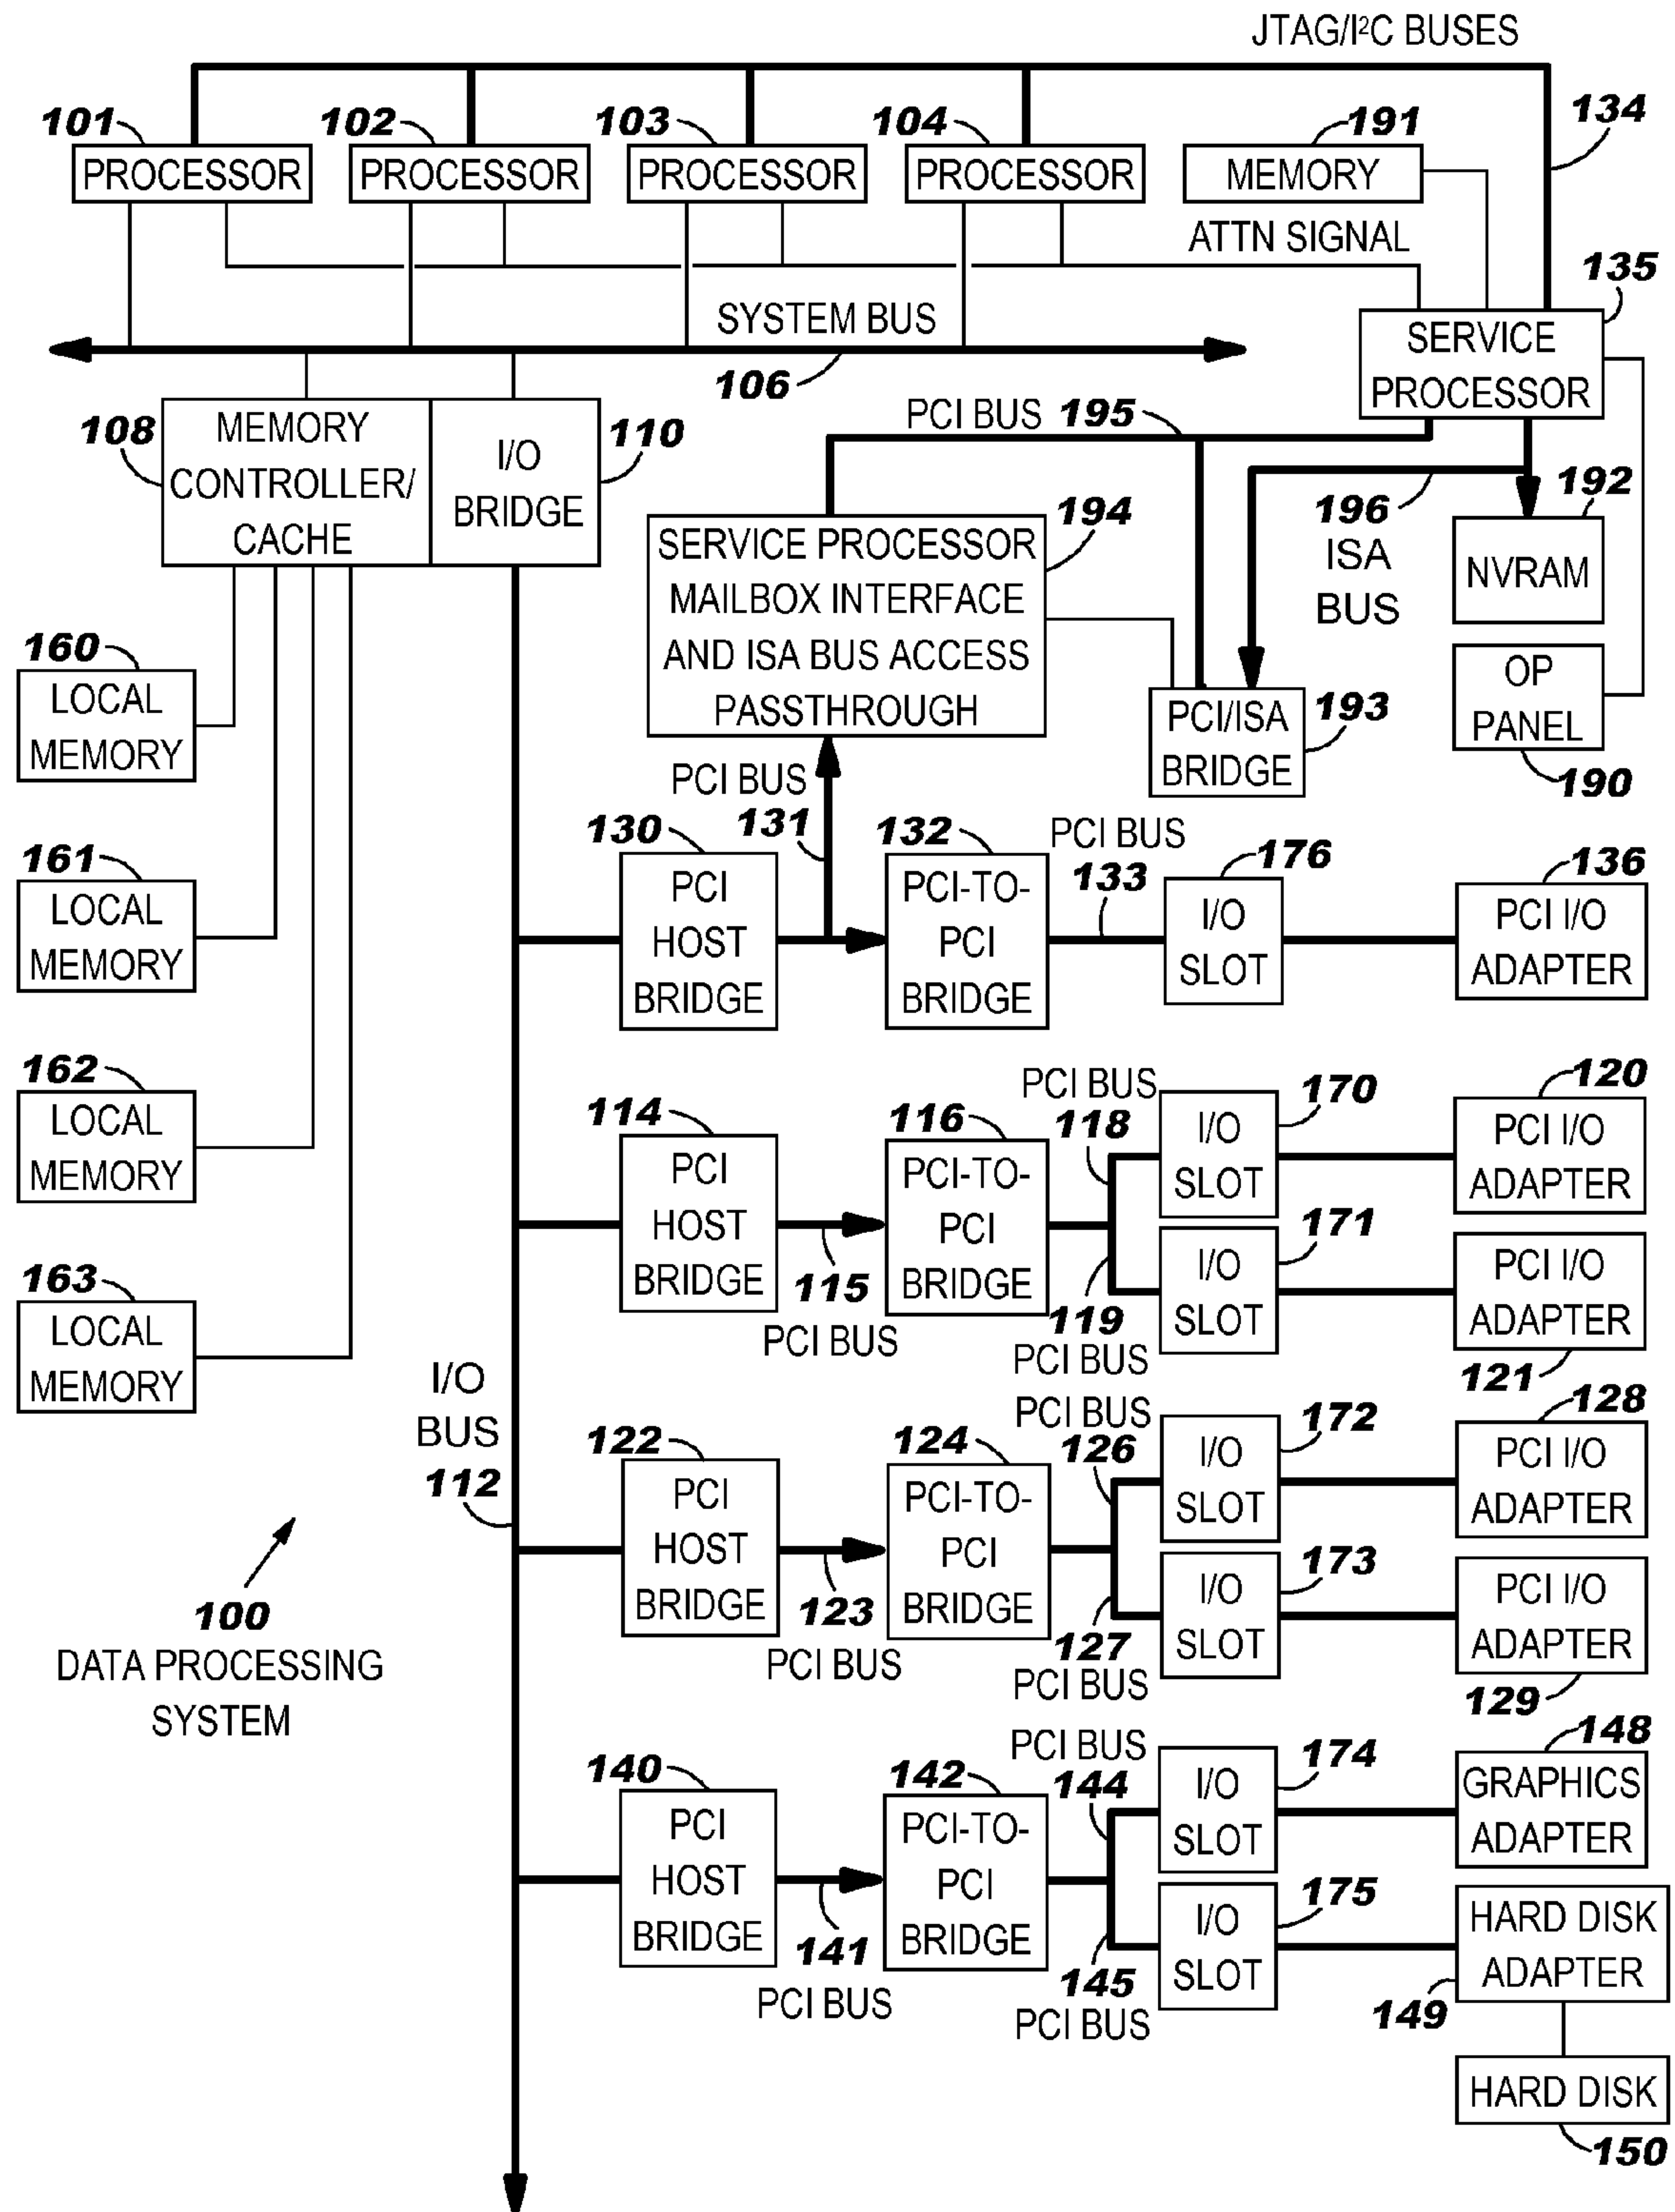 JTAG/I²C BUSES
101
102
103
104
191
134
PROCESSOR
PROCESSOR
PROCESSOR
PROCESSOR
MEMORY
ATTN SIGNAL
135
SYSTEM BUS
106
SERVICE
PROCESSOR
108
MEMORY
CONTROLLER/
CACHE
I/O
BRIDGE
110
PCI BUS 195
194
SERVICE PROCESSOR
MAILBOX INTERFACE
AND ISA BUS ACCESS
PASSTHROUGH
196
ISA
BUS
192
NVRAM
OP
PANEL
190
PCI/ISA
BRIDGE
193
160
LOCAL
MEMORY
161
LOCAL
MEMORY
162
LOCAL
MEMORY
163
LOCAL
MEMORY
I/O
BUS
112
100
DATA PROCESSING
SYSTEM
PCI BUS
131
130
PCI
HOST
BRIDGE
132
PCI-TO-
PCI
BRIDGE
PCI BUS
133
176
I/O
SLOT
136
PCI I/O
ADAPTER
114
PCI
HOST
BRIDGE
115
PCI BUS
116
PCI-TO-
PCI
BRIDGE
PCI BUS
118
170
I/O
SLOT
120
PCI I/O
ADAPTER
119
PCI BUS
171
I/O
SLOT
PCI I/O
ADAPTER
121
122
PCI
HOST
BRIDGE
123
PCI BUS
124
PCI-TO-
PCI
BRIDGE
PCI BUS
126
172
I/O
SLOT
128
PCI I/O
ADAPTER
127
PCI BUS
173
I/O
SLOT
PCI I/O
ADAPTER
129
140
PCI
HOST
BRIDGE
141
PCI BUS
142
PCI-TO-
PCI
BRIDGE
PCI BUS
144
174
I/O
SLOT
148
GRAPHICS
ADAPTER
145
PCI BUS
175
I/O
SLOT
HARD DISK
ADAPTER
149
HARD DISK
150